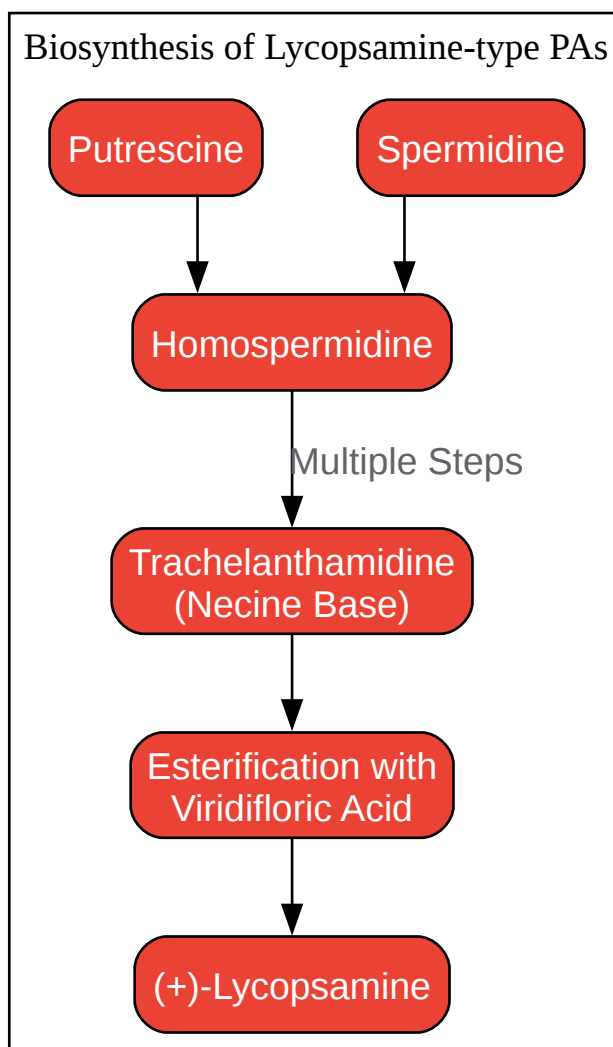 Biosynthesis of Lycopsamine-type PAs
Putrescine
Spermidine
Homospermidine
Multiple Steps
Trachelanthamidine
(Necine Base)
Esterification with
Viridifloric Acid
(+)-Lycopsamine